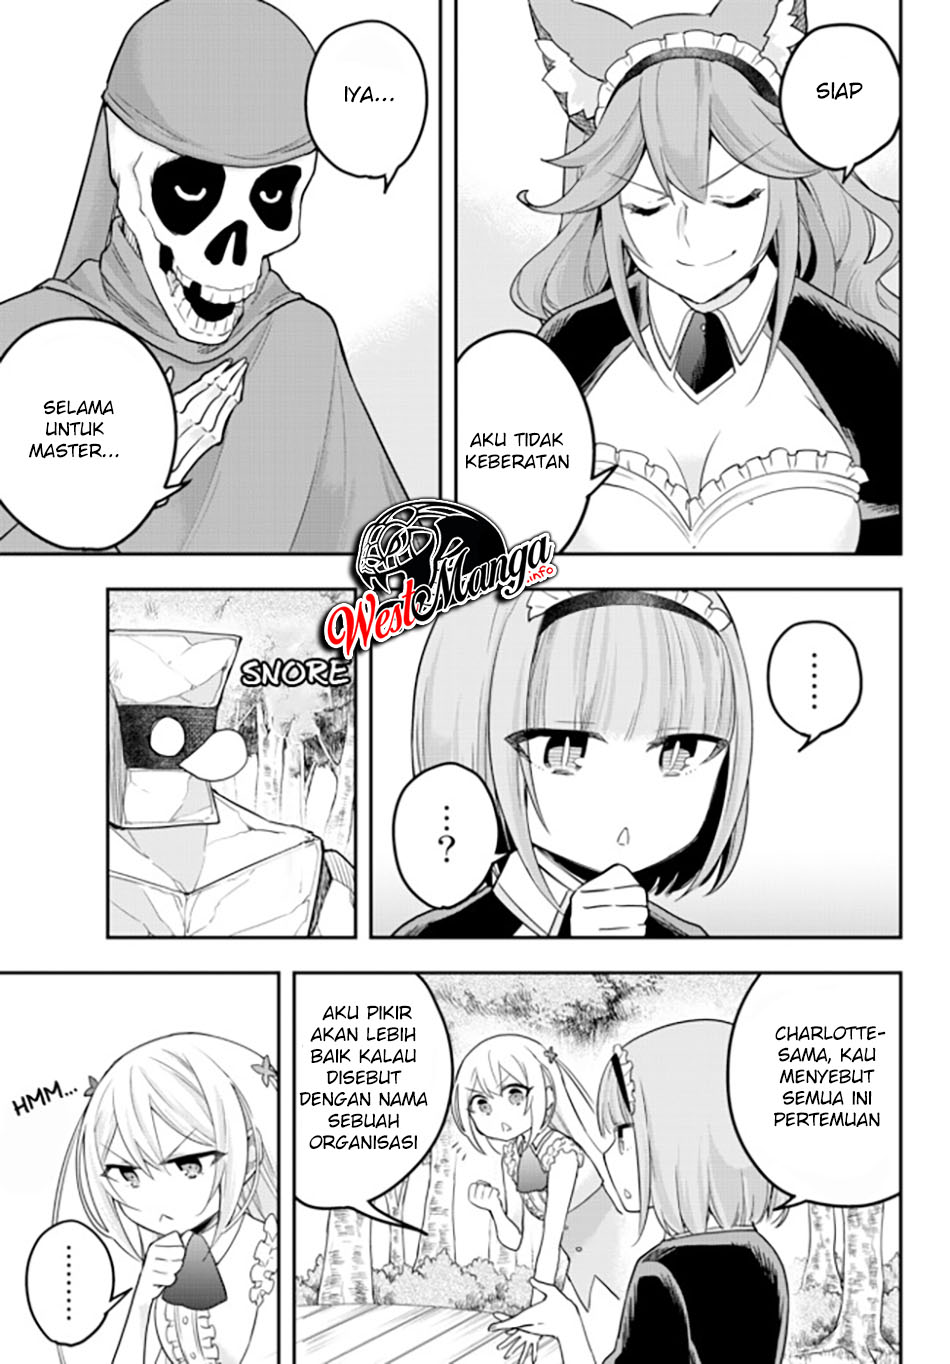 SIAP
AKU TIDAK
KEBERATAN
IYA...
SELAMA
UNTUK
MASTER...
WestManga
.info
......
...?
SNORE
CHARLOTTE-
SAMA, KAU
MENYEBUT
SEMUA INI
PERTEMUAN
AKU PIKIR
AKAN LEBIH
BAIK KALAU
DISEBUT
DENGAN NAMA
SEBUAH
ORGANISASI
HMM...
.......